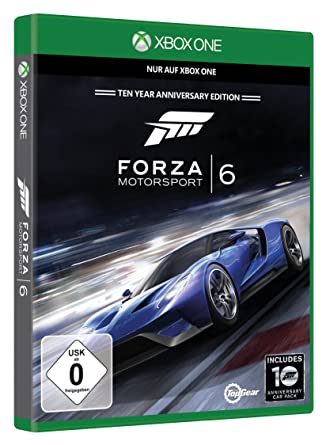 XBOX ONE
NUR AUF XBOX ONE
TEN YEAR ANNIVERSARY EDITION
FORZA
MOTORSPORT
6
USK
ab
0
freigegeben
TopGear
INCLUDES
10
ANNIVERSARY
CAR PACK
XBOX ONE
FORZA
MOTORSPORT
6